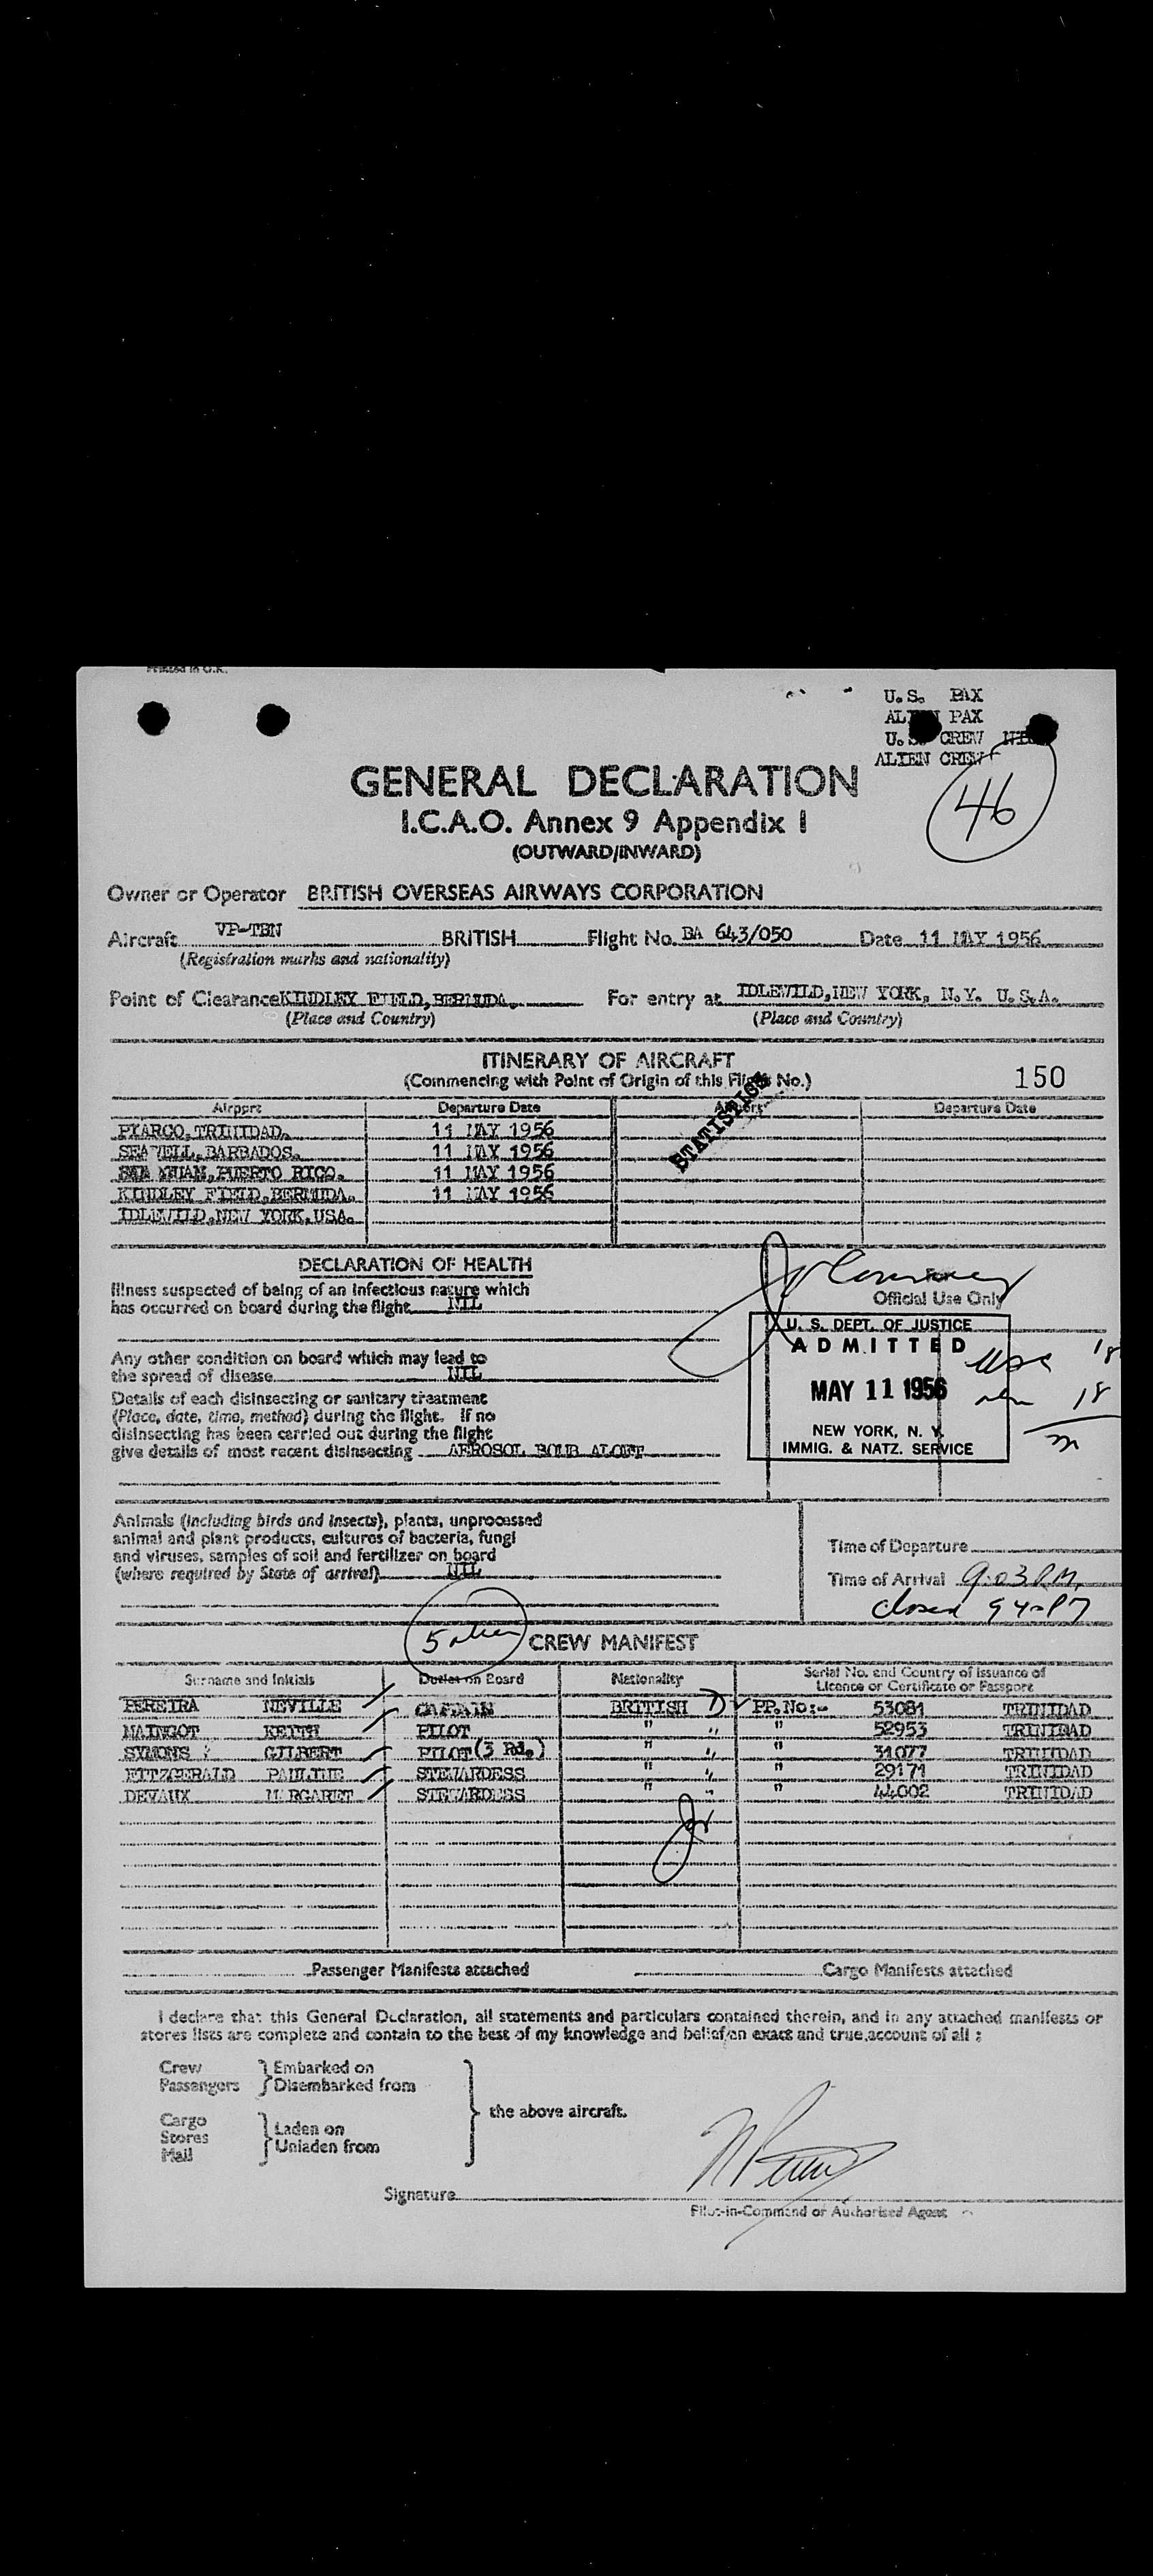 Printed in U.K.
U.S. PAX
PAX
CREW NIL
ALIEN CREW
46
GENERAL DECLARATION
I.C.A.O. Annex 9 Appendix I
(OUTWARD/INWARD)
Owner or Operator BRITISH OVERSEAS AIRWAYS CORPORATION
Aircraft VP-TBN BRITISH Flight No. BA 643/050 Date 11 MAY 1956
(Registration marks and nationality)
Point of Clearance KINDLEY FIELD, BERMUDA. For entry at IDLEWILD, NEW YORK, N.Y. U.S.A.
(Place and Country) (Place and Country)
ITINERARY OF AIRCRAFT
(Commencing with Point of Origin of this Flight No.) 150
Airport Departure Date Airport Departure Date
STATISTICS
PIARCO, TRINIDAD. 11 MAY 1956
SEAWELL, BARBADOS. 11 MAY 1956
SAN JUAN, PUERTO RICO. 11 MAY 1956
KINDLEY FIELD, BERMUDA. 11 MAY 1956
IDLEWILD, NEW YORK, USA.
DECLARATION OF HEALTH
Illness suspected of being of an infectious nature which
has occurred on board during the flight NIL
For
Official Use Only
U. S. DEPT. OF JUSTICE
ADMITTED
MAY 11 1956
NEW YORK, N. Y.
IMMIG. & NATZ. SERVICE
18
18
Any other condition on board which may lead to
the spread of disease NIL
Details of each disinsecting or sanitary treatment
(Place, date, time, method) during the flight. If no
disinsecting has been carried out during the flight
give details of most recent disinsecting AEROSOL BOMB ALOFT
Animals (including birds and insects), plants, unprocessed
animal and plant products, cultures of bacteria, fungi
and viruses, samples of soil and fertilizer on board
(where required by State of arrival) NIL
Time of Departure
Time of Arrival 9:03 P.M.
closed
5 alien CREW MANIFEST
Surname and Initials Duties on Board Nationality Serial No. and Country of Issuance of
Licence or Certificate or Passport
PEREIRA NEVILLE CAPTAIN BRITISH PP.No:- 53081 TRINIDAD
MAINGOT KEITH PILOT " " " 52953 TRINIDAD
SYMONS GILBERT PILOT (3 Rd.) " " " 31077 TRINIDAD
FITZGERALD PAULINE STEWARDESS " " " 29171 TRINIDAD
DEVAUX M RGARET STEWARDESS " " " 44002 TRINIDAD
Passenger Manifests attached Cargo Manifests attached
I declare that this General Declaration, all statements and particulars contained therein, and in any attached manifests or
stores lists are complete and contain to the best of my knowledge and belief an exact and true account of all :
Crew Embarked on
Passengers Disembarked from
the above aircraft.
Cargo
Stores Laden on
Mail Unladen from
Signature
Pilot-in-Command or Authorised Agent